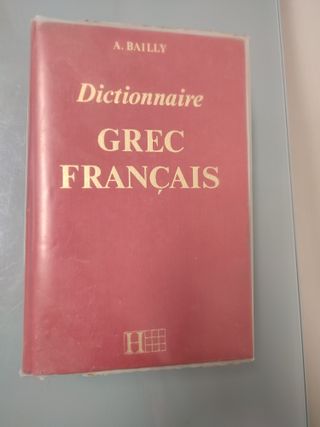 A. BAILLY
Dictionnaire
GREC
FRANÇAIS
H